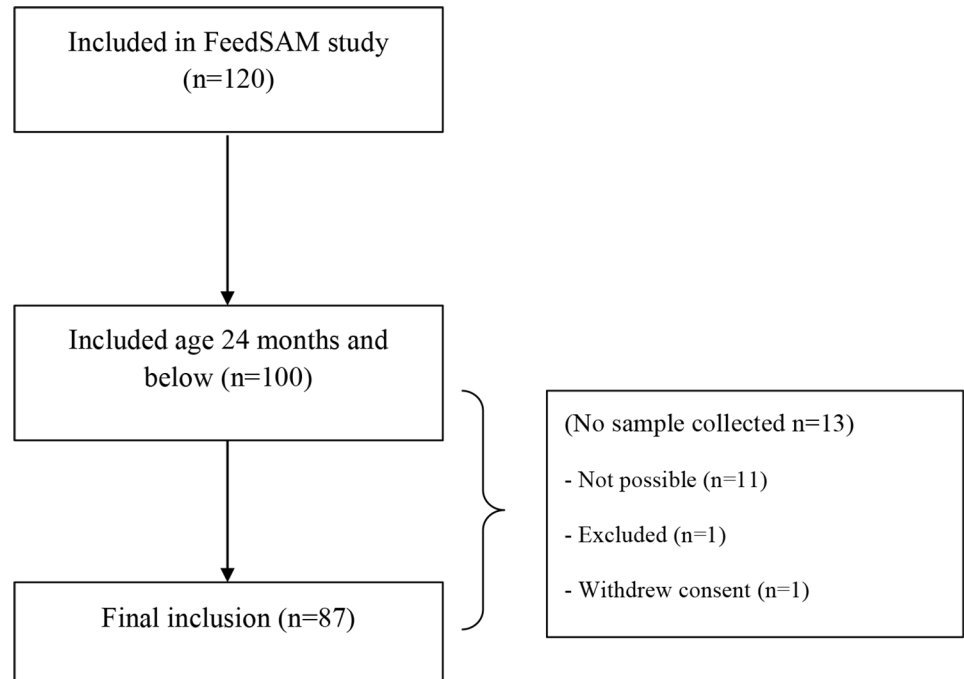 Included in FeedSAM study
(n=120)
Included age 24 months and
below (n=100)
(No sample collected n=13)
- Not possible (n=11)
- Excluded (n=1)
- Withdrew consent (n=1)
Final inclusion (n=87)